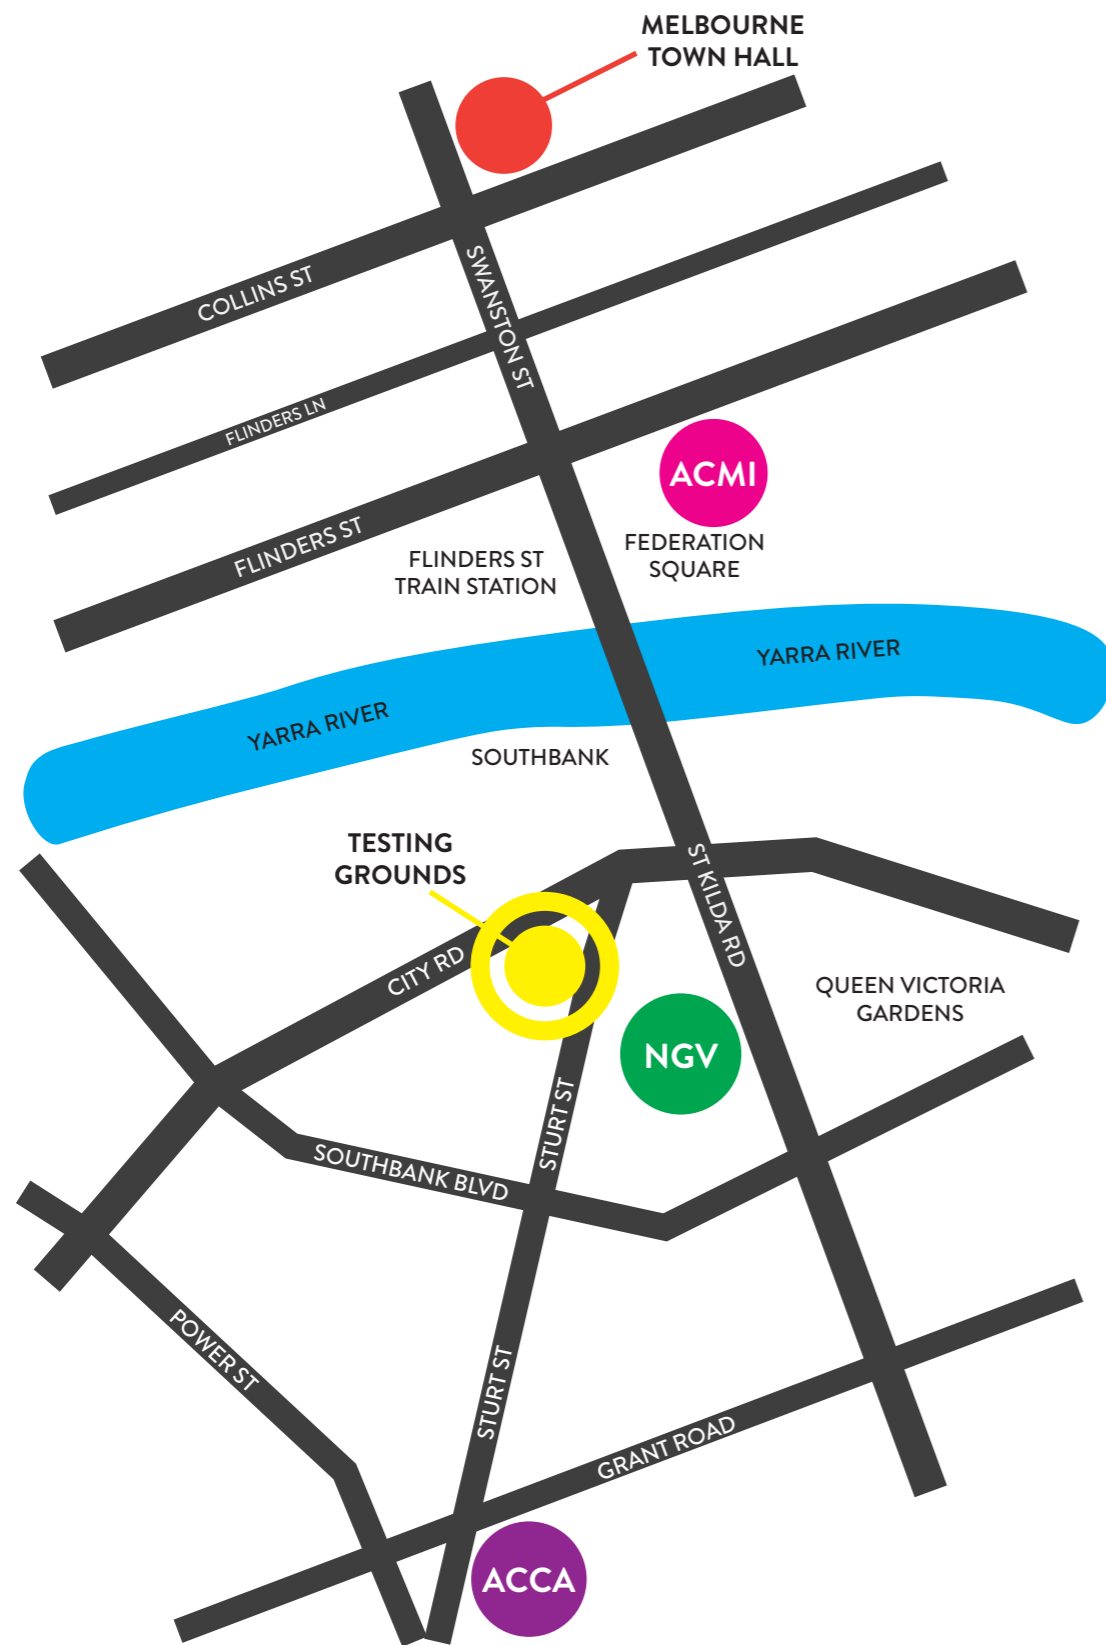 MELBOURNE
TOWN HALL
COLLINS ST
SWANSTON ST
FLINDERS LN
ACMI
FLINDERS ST
FEDERATION
SQUARE
FLINDERS ST
TRAIN STATION
YARRA RIVER
YARRA RIVER
SOUTHBANK
TESTING
GROUNDS
ST KILDA RD
CITY RD
QUEEN VICTORIA
GARDENS
NGV
STURT ST
SOUTHBANK BLVD
POWER ST
STURT ST
GRANT ROAD
ACCA